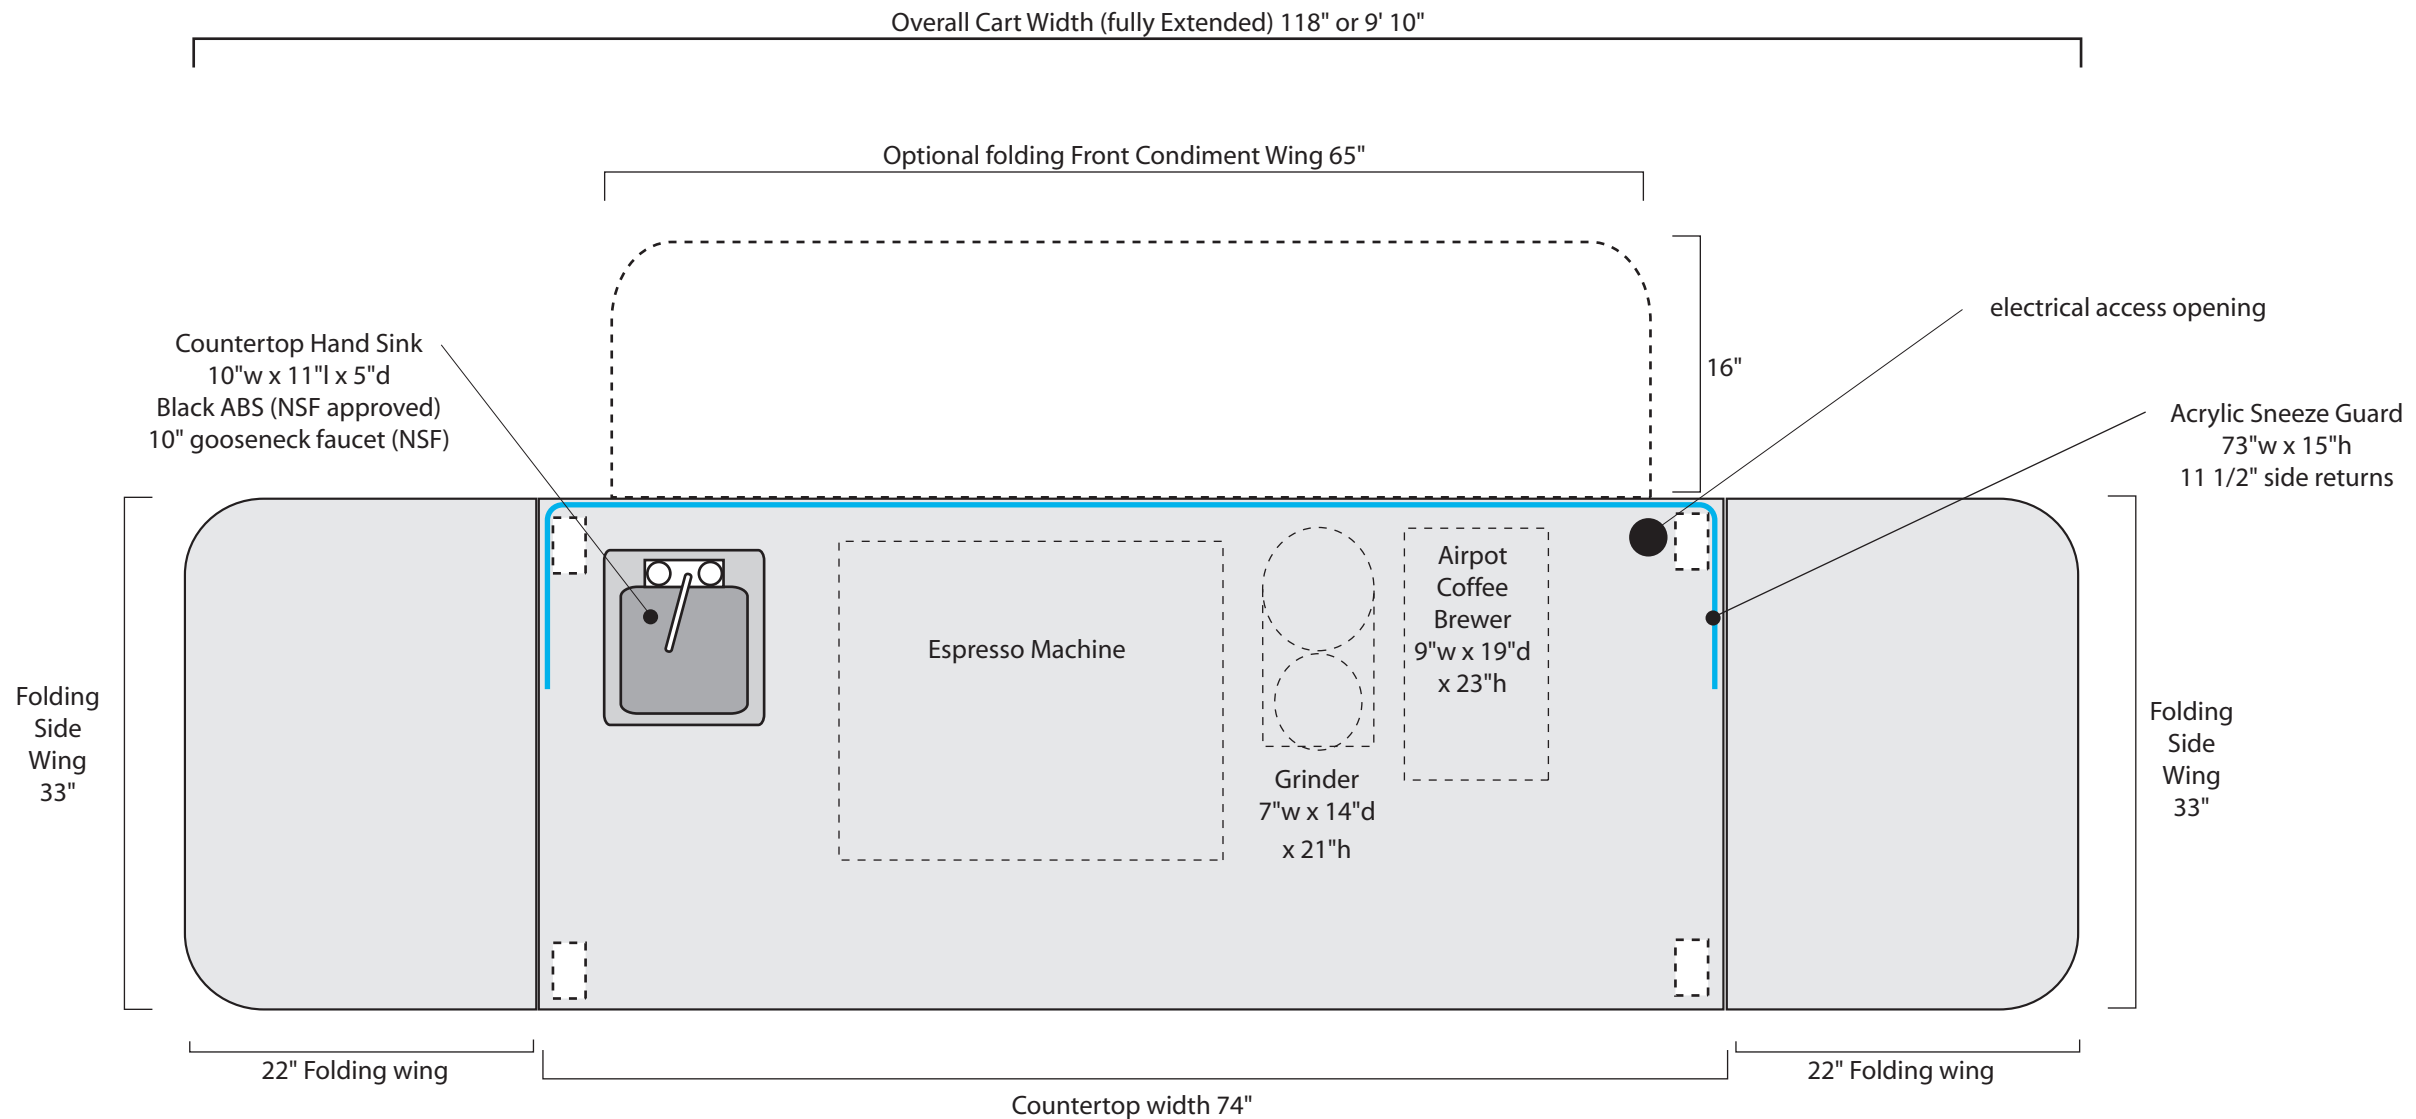 Overall Cart Width (fully Extended) 118" or 9' 10"
Optional folding Front Condiment Wing 65"
16"
electrical access opening
Countertop Hand Sink
10"w x 11"l x 5"d
Black ABS (NSF approved)
10" gooseneck faucet (NSF)
Acrylic Sneeze Guard
73"w x 15"h
11 1/2" side returns
Folding
Side
Wing
33"
Espresso Machine
Grinder
7"w x 14"d
x 21"h
Airpot
Coffee
Brewer
9"w x 19"d
x 23"h
Folding
Side
Wing
33"
22" Folding wing
Countertop width 74"
22" Folding wing